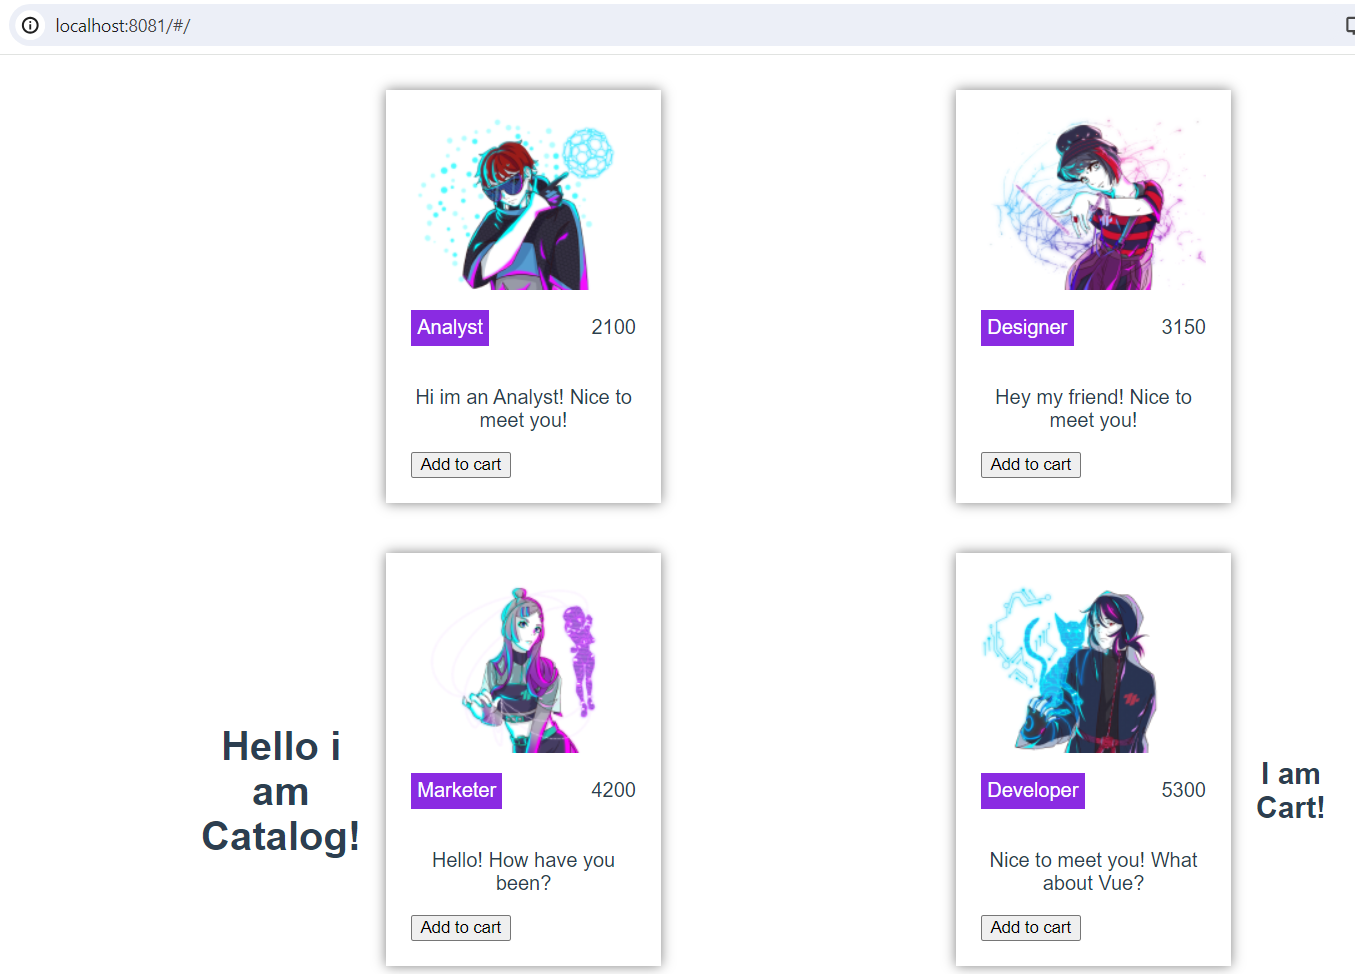 localhost:8081/#/
Analyst 2100
Hi im an Analyst! Nice to
meet you!
Add to cart
Designer 3150
Hey my friend! Nice to
meet you!
Add to cart
Hello i
am
Catalog!
Marketer 4200
Hello! How have you
been?
Add to cart
Developer 5300
Nice to meet you! What
about Vue?
Add to cart
I am
Cart!